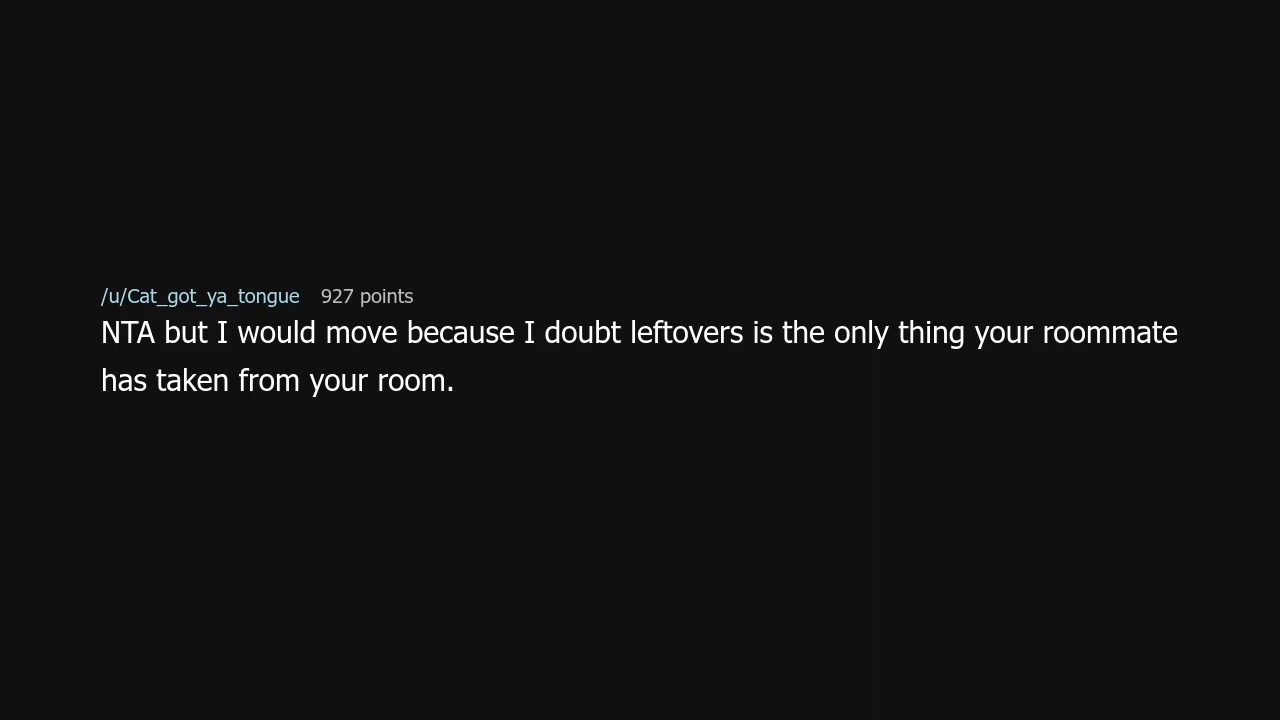 /u/Cat_got_ya_tongue 927 points
NTA but I would move because I doubt leftovers is the only thing your roommate
has taken from your room.